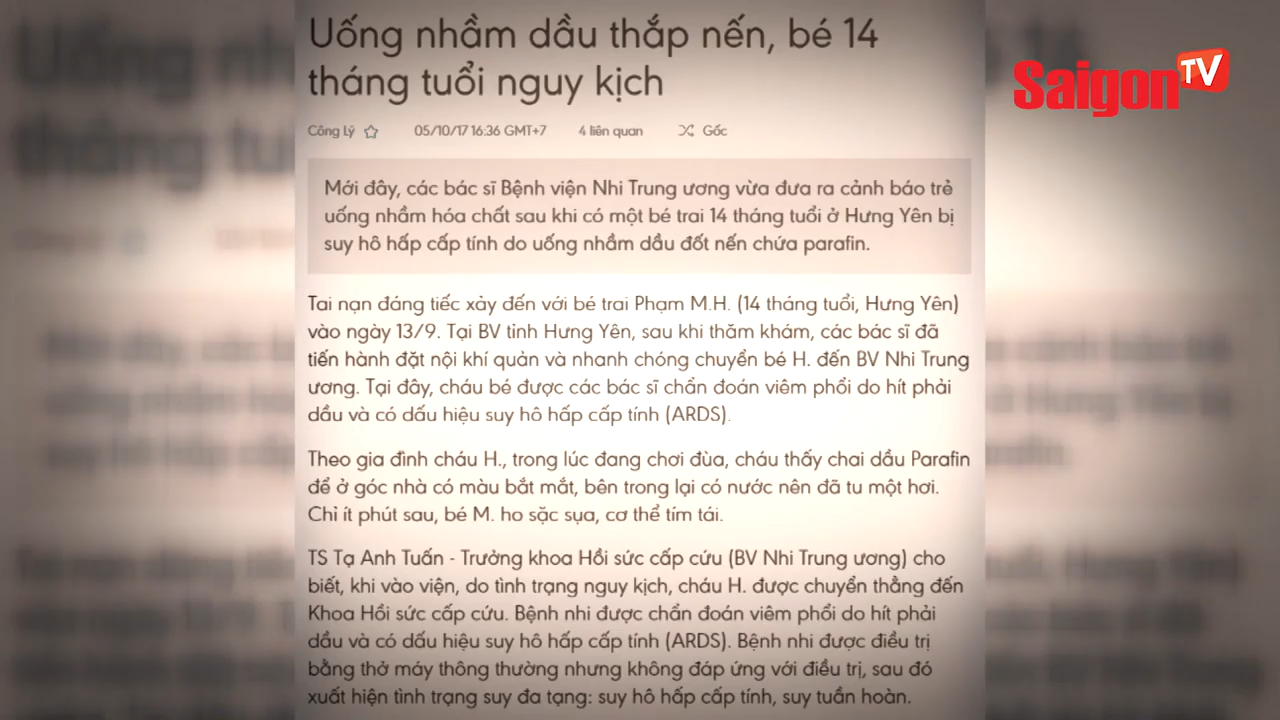 Uống nhầm dầu thắp nến, bé 14
tháng tuổi nguy kịch
Saigon TV
Công Lý 05/10/17 16:36 GMT+7 4 liên quan Gốc
Mới đây, các bác sĩ Bệnh viện Nhi Trung ương vừa đưa ra cảnh báo trẻ
uống nhầm hóa chất sau khi có một bé trai 14 tháng tuổi ở Hưng Yên bị
suy hô hấp cấp tính do uống nhầm dầu đốt nến chứa parafin.
Tai nạn đáng tiếc xảy đến với bé trai Phạm M.H. (14 tháng tuổi, Hưng Yên)
vào ngày 13/9. Tại BV tỉnh Hưng Yên, sau khi thăm khám, các bác sĩ đã
tiến hành đặt nội khí quản và nhanh chóng chuyển bé H. đến BV Nhi Trung
ương. Tại đây, cháu bé được các bác sĩ chẩn đoán viêm phổi do hít phải
dầu và có dấu hiệu suy hô hấp cấp tính (ARDS).
Theo gia đình cháu H., trong lúc đang chơi đùa, cháu thấy chai dầu Parafin
để ở góc nhà có màu bắt mắt, bên trong lại có nước nên đã tu một hơi.
Chỉ ít phút sau, bé M. ho sặc sụa, cơ thể tím tái.
TS Tạ Anh Tuấn - Trưởng khoa Hồi sức cấp cứu (BV Nhi Trung ương) cho
biết, khi vào viện, do tình trạng nguy kịch, cháu H. được chuyển thẳng đến
Khoa Hồi sức cấp cứu. Bệnh nhi được chẩn đoán viêm phổi do hít phải
dầu và có dấu hiệu suy hô hấp cấp tính (ARDS). Bệnh nhi được điều trị
bằng thở máy thông thường nhưng không đáp ứng với điều trị, sau đó
xuất hiện tình trạng suy đa tạng: suy hô hấp cấp tính, suy tuần hoàn.